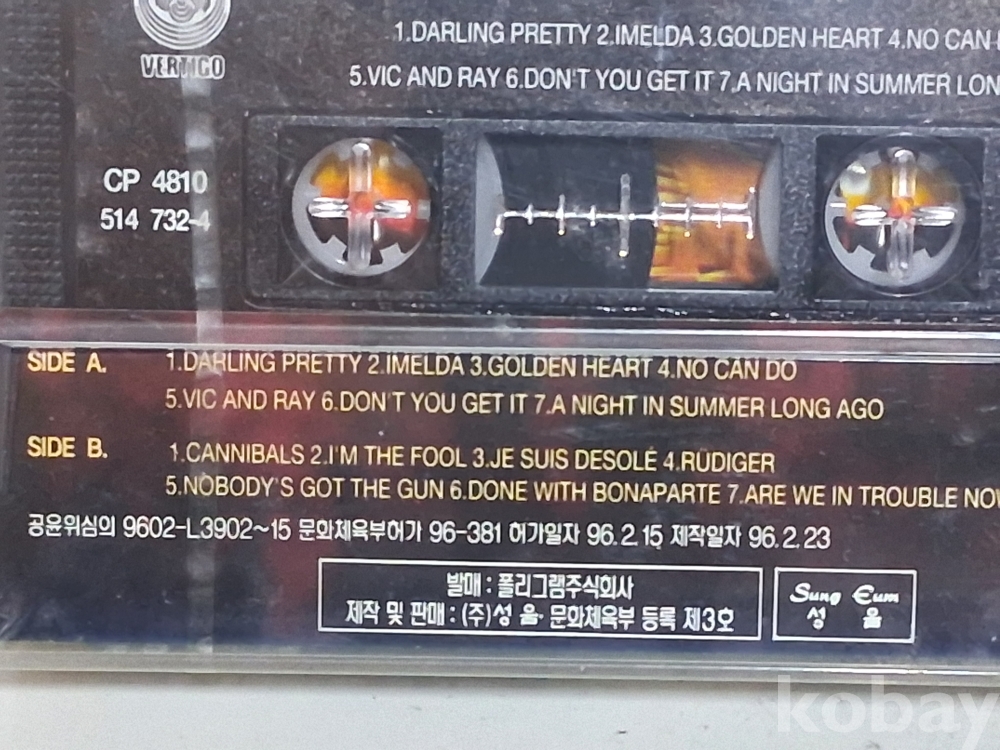 VERTIGO
1.DARLING PRETTY 2.IMELDA 3.GOLDEN HEART 4.NO CAN
5.VIC AND RAY 6.DON'T YOU GET IT 7.A NIGHT IN SUMMER LON
CP 4810
514 732-4
SIDE A. 1.DARLING PRETTY 2.IMELDA 3.GOLDEN HEART 4.NO CAN DO
5.VIC AND RAY 6.DON'T YOU GET IT 7.A NIGHT IN SUMMER LONG AGO
SIDE B. 1.CANNIBALS 2.I'M THE FOOL 3.JE SUIS DESOLÉ 4.RÜDIGER
5.NOBODY'S GOT THE GUN 6.DONE WITH BONAPARTE 7.ARE WE IN TROUBLE NOW
공윤위심의 9602-L3902~15 문화체육부허가 96-381 허가일자 96.2.15 제작일자 96.2.23
발매 : 폴리그램주식회사
제작 및 판매 : (주)성 음· 문화체육부 등록 제3호
Sung Eum
성 음
kobay